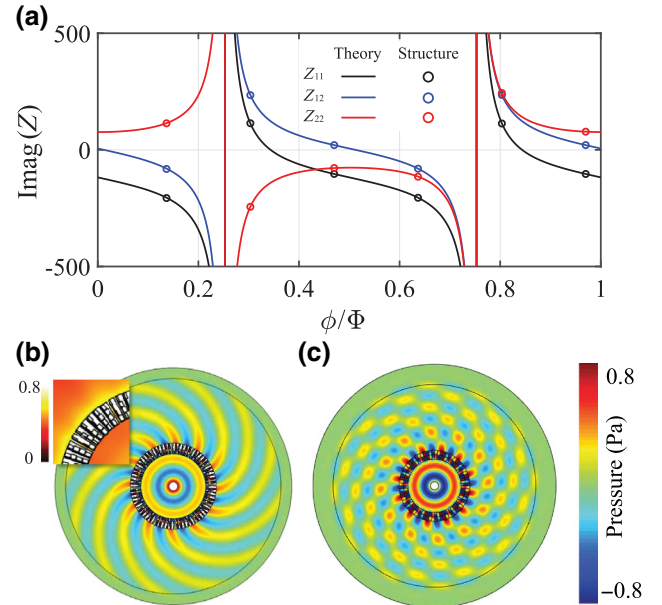 (a)
500
0
-500
Imag (Z)
Theory Structure
Z11
Z12
Z22
0 0.2 0.4 0.6 0.8 1
ϕ/Φ
(b)
0.8
0
(c)
0.8
Pressure (Pa)
−0.8